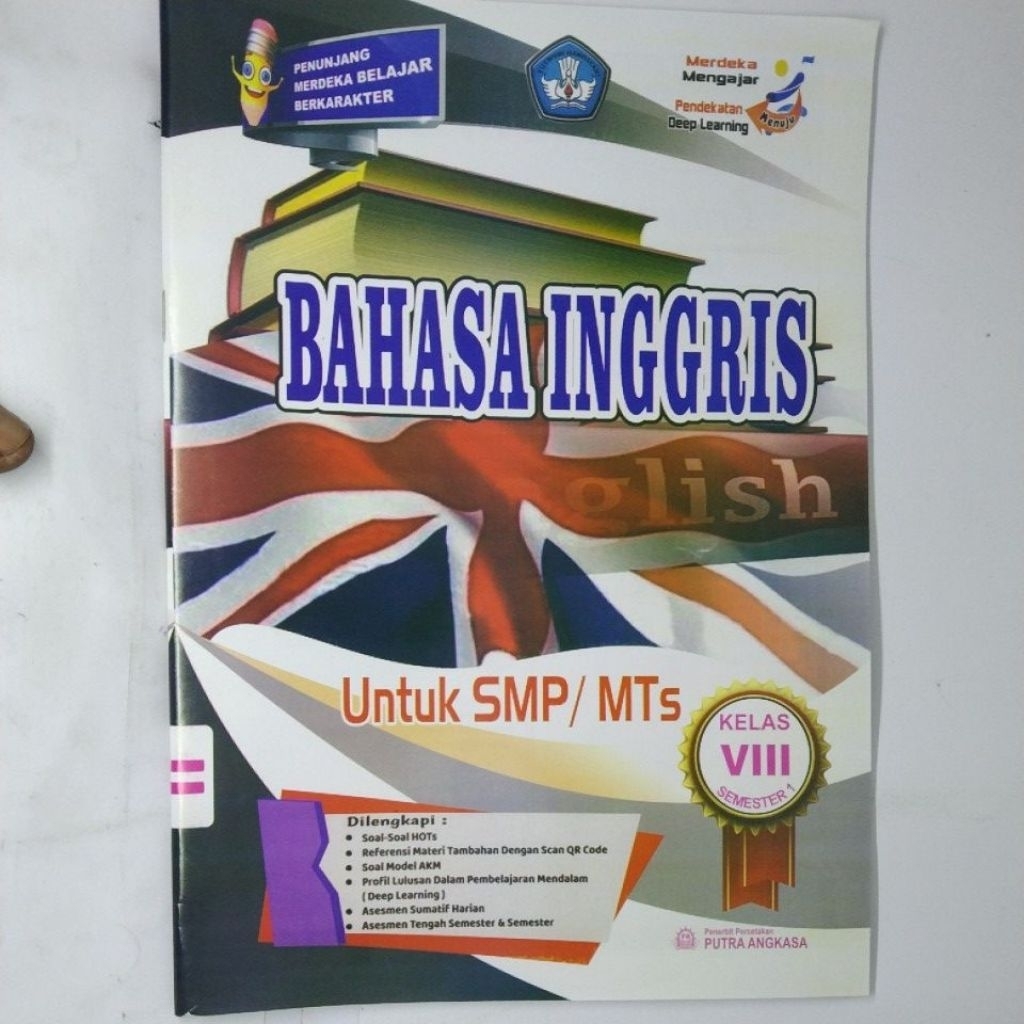 PENUNJANG
MERDEKA BELAJAR
BERKARAKTER
Merdeka
Mengajar
Pendekatan
Deep Learning
Menuju
BAHASA INGGRIS
glish
Untuk SMP/ MTs
KELAS
VIII
SEMESTER 1
Dilengkapi :
• Soal-Soal HOTs
• Referensi Materi Tambahan Dengan Scan QR Code
• Soal Model AKM
• Profil Lulusan Dalam Pembelajaran Mendalam
( Deep Learning )
• Asesmen Sumatif Harian
• Asesmen Tengah Semester & Semester
Penerbit Percetakan
PUTRA ANGKASA